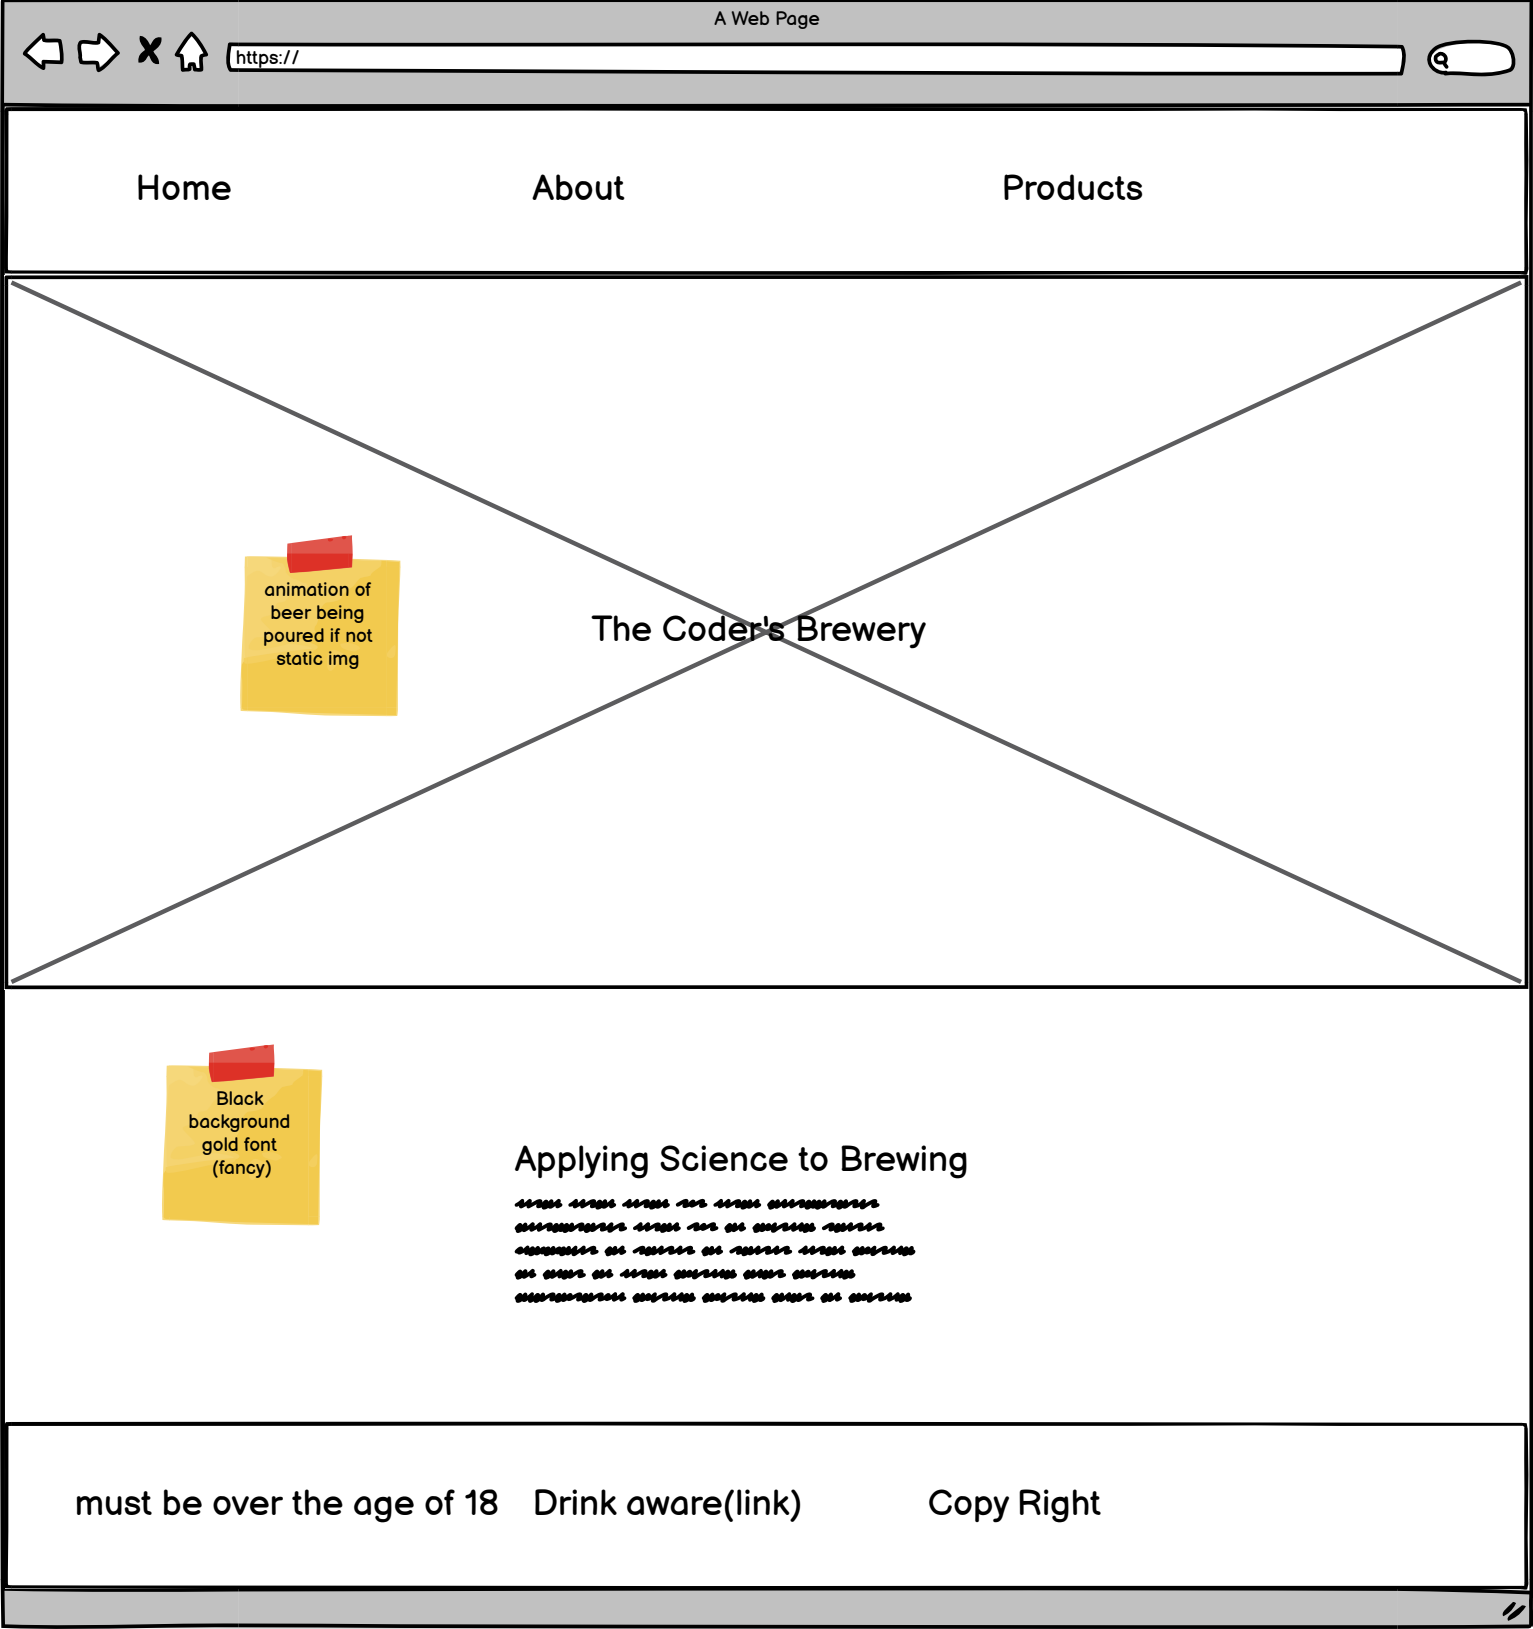 A Web Page
https://
Home About Products
animation of
beer being
poured if not
static img
The Coder's Brewery
Black
background
gold font
(fancy)
Applying Science to Brewing
must be over the age of 18 Drink aware(link) Copy Right